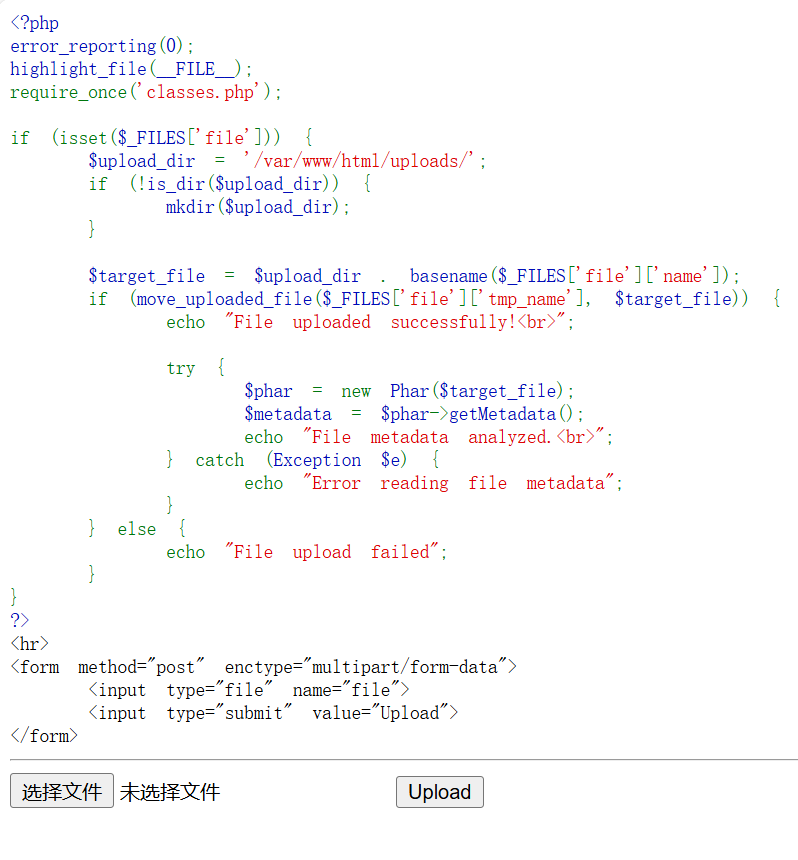 <?php
error_reporting(0);
highlight_file(__FILE__);
require_once('classes.php');

if (isset($_FILES['file'])) {
    $upload_dir = '/var/www/html/uploads/';
    if (!is_dir($upload_dir)) {
        mkdir($upload_dir);
    }

    $target_file = $upload_dir . basename($_FILES['file']['name']);
    if (move_uploaded_file($_FILES['file']['tmp_name'], $target_file)) {
        echo "File uploaded successfully!<br>";

        try {
            $phar = new Phar($target_file);
            $metadata = $phar->getMetadata();
            echo "File metadata analyzed.<br>";
        } catch (Exception $e) {
            echo "Error reading file metadata";
        }
    } else {
        echo "File upload failed";
    }
}
?>
<hr>
<form method="post" enctype="multipart/form-data">
    <input type="file" name="file">
    <input type="submit" value="Upload">
</form>
选择文件 未选择文件 Upload